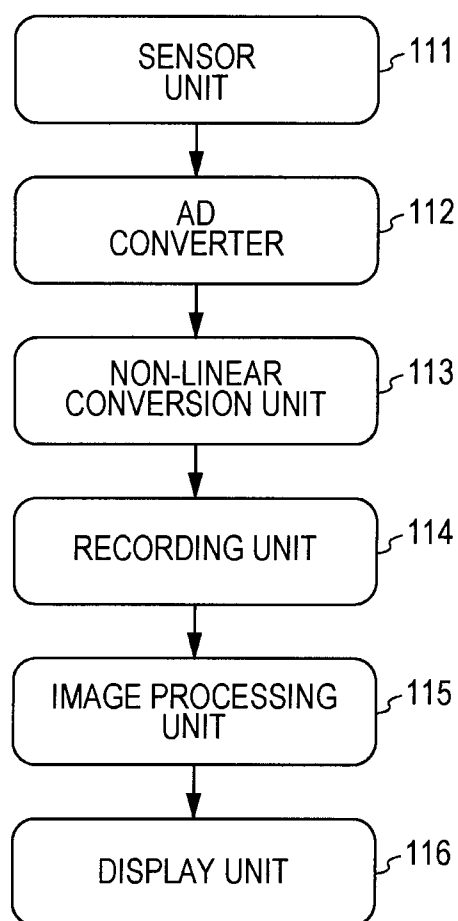 SENSOR
UNIT
111
AD
CONVERTER
112
NON-LINEAR
CONVERSION UNIT
113
RECORDING UNIT
114
IMAGE PROCESSING
UNIT
115
DISPLAY UNIT
116